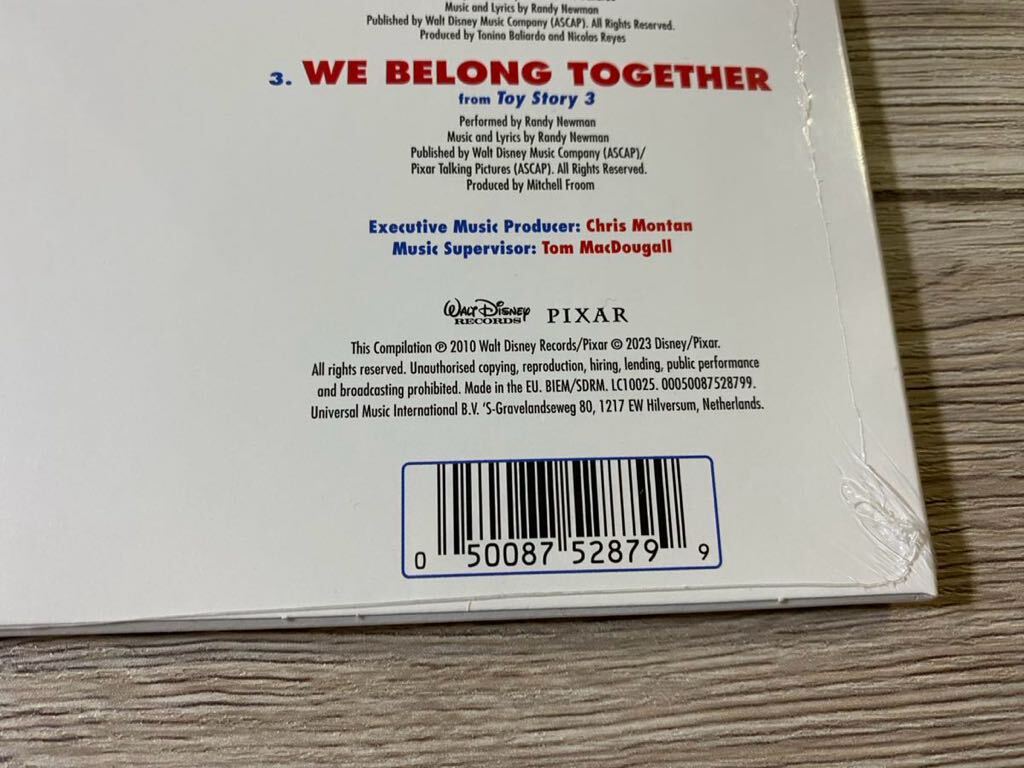 Music and Lyrics by Randy Newman
Published by Walt Disney Music Company (ASCAP). All Rights Reserved.
Produced by Tonino Baliardo and Nicolas Reyes
3. WE BELONG TOGETHER
from Toy Story 3
Performed by Randy Newman
Music and Lyrics by Randy Newman
Published by Walt Disney Music Company (ASCAP)/
Pixar Talking Pictures (ASCAP). All Rights Reserved.
Produced by Mitchell Froom
Executive Music Producer: Chris Montan
Music Supervisor: Tom MacDougall
WALT DISNEY RECORDS PIXAR
This Compilation ℗ 2010 Walt Disney Records/Pixar © 2023 Disney/Pixar.
All rights reserved. Unauthorised copying, reproduction, hiring, lending, public performance
and broadcasting prohibited. Made in the EU. BIEM/SDRM. LC10025. 00050087528799.
Universal Music International B.V. 'S-Gravelandseweg 80, 1217 EW Hilversum, Netherlands.
0 50087 52879 9